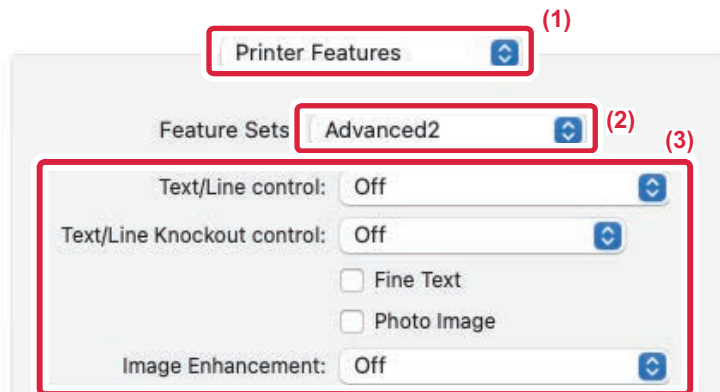 (1)
Printer Features
Feature Sets Advanced2 (2)
(3)
Text/Line control: Off
Text/Line Knockout control: Off
Fine Text
Photo Image
Image Enhancement: Off